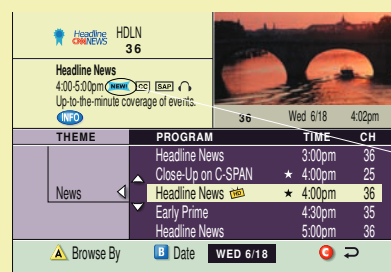 Headline CNNNEWS HDLN
36
Headline News
4:00-5:00pm NEW! CC SAP
Up-to-the-minute coverage of events.
INFO
36 Wed 6/18 4:02pm
THEME PROGRAM TIME CH
Headline News 3:00pm 36
Close-Up on C-SPAN ★ 4:00pm 25
News Headline News ★ 4:00pm 36
Early Prime 4:30pm 35
Headline News 5:00pm 36
A Browse By B Date WED 6/18 C